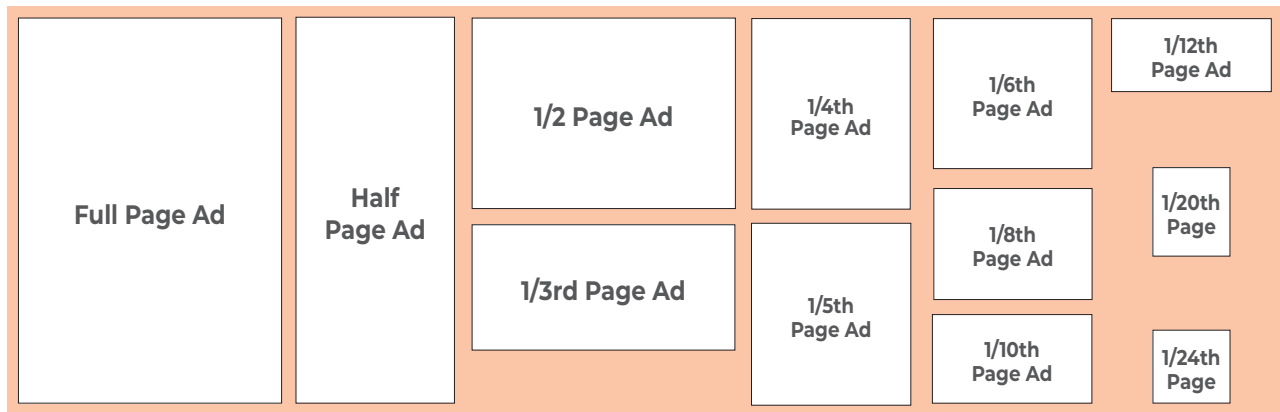 Full Page Ad
Half
Page Ad
1/2 Page Ad
1/3rd Page Ad
1/4th
Page Ad
1/5th
Page Ad
1/6th
Page Ad
1/8th
Page Ad
1/10th
Page Ad
1/12th
Page Ad
1/20th
Page
1/24th
Page